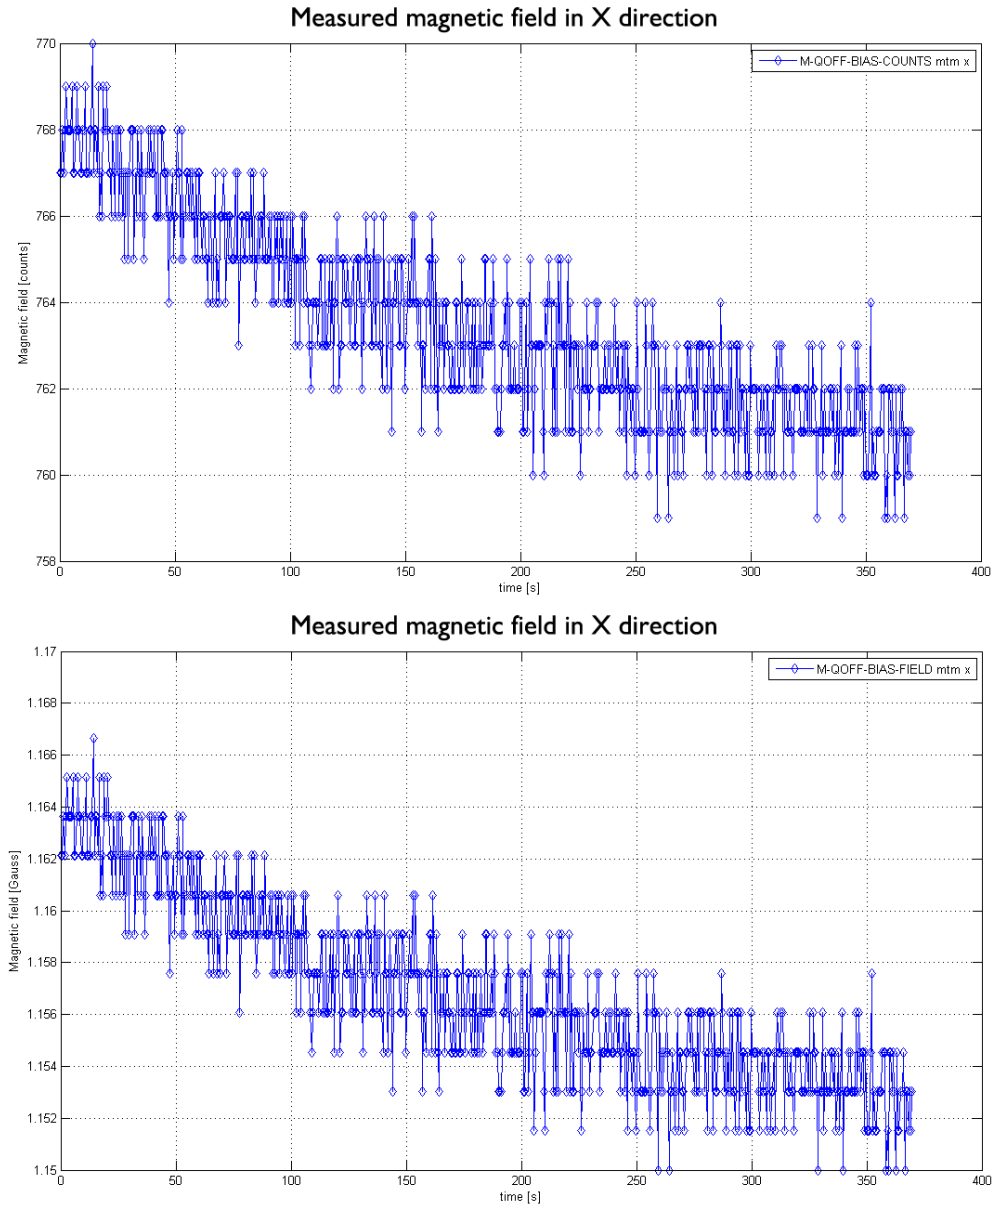 Measured magnetic field in X direction
770
M-QOFF-BIAS-COUNTS mtm x
768
766
764
Magnetic field [counts]
762
760
758
0 50 100 150 200 250 300 350 400
time [s]
Measured magnetic field in X direction
1.17
M-QOFF-BIAS-FIELD mtm x
1.168
1.166
1.164
1.162
1.16
Magnetic field [Gauss]
1.158
1.156
1.154
1.152
1.15
0 50 100 150 200 250 300 350 400
time [s]